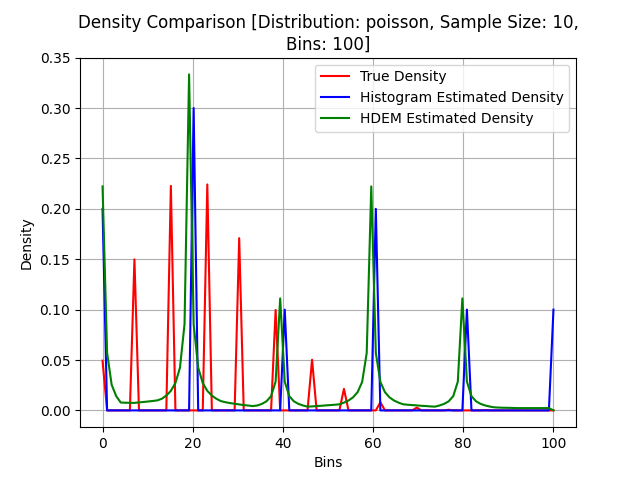 Density Comparison [Distribution: poisson, Sample Size: 10,
Bins: 100]
True Density
Histogram Estimated Density
HDEM Estimated Density
Density
0.35
0.30
0.25
0.20
0.15
0.10
0.05
0.00
0 20 40 60 80 100
Bins